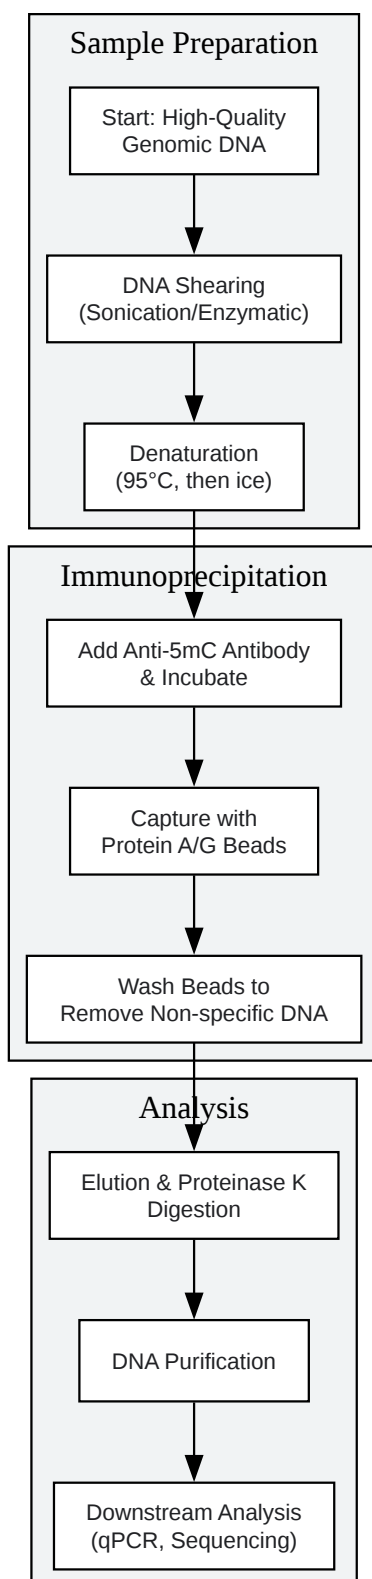 Sample Preparation
Start: High-Quality
Genomic DNA
DNA Shearing
(Sonication/Enzymatic)
Denaturation
(95°C, then ice)
Immunoprecipitation
Add Anti-5mC Antibody
& Incubate
Capture with
Protein A/G Beads
Wash Beads to
Remove Non-specific DNA
Analysis
Elution & Proteinase K
Digestion
DNA Purification
Downstream Analysis
(qPCR, Sequencing)